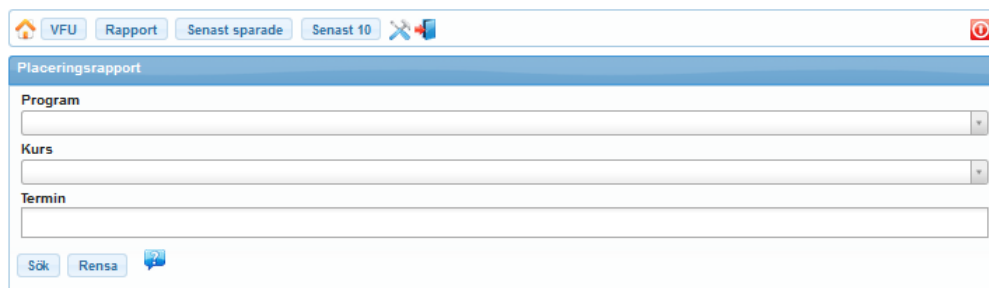 VFU Rapport Senast sparade Senast 10
Placeringsrapport
Program
Kurs
Termin
Sök Rensa